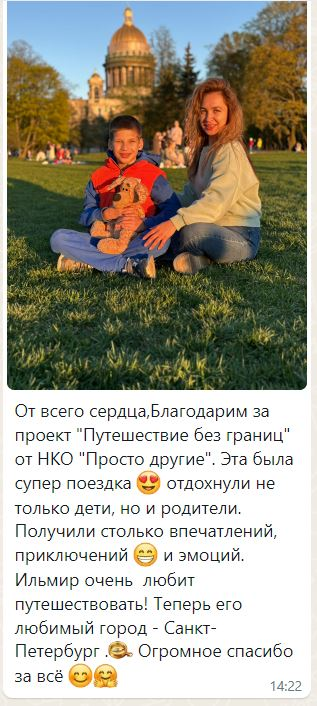 От всего сердца,Благодарим за
проект "Путешествие без границ"
от НКО "Просто другие". Эта была
супер поездка 😍 отдохнули не
только дети, но и родители.
Получили столько впечатлений,
приключений 😁 и эмоций.
Ильмир очень  любит
путешествовать! Теперь его
любимый город - Санкт-
Петербург .🫂 Огромное спасибо
за всё 😊🤗
14:22